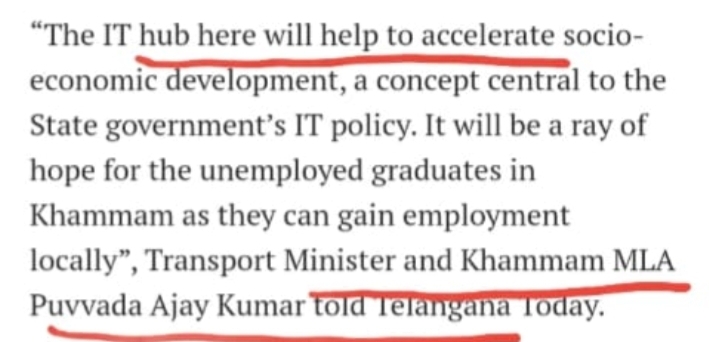 “The IT hub here will help to accelerate socio-
economic development, a concept central to the
State government’s IT policy. It will be a ray of
hope for the unemployed graduates in
Khammam as they can gain employment
locally”, Transport Minister and Khammam MLA
Puvvada Ajay Kumar told Telangana Today.